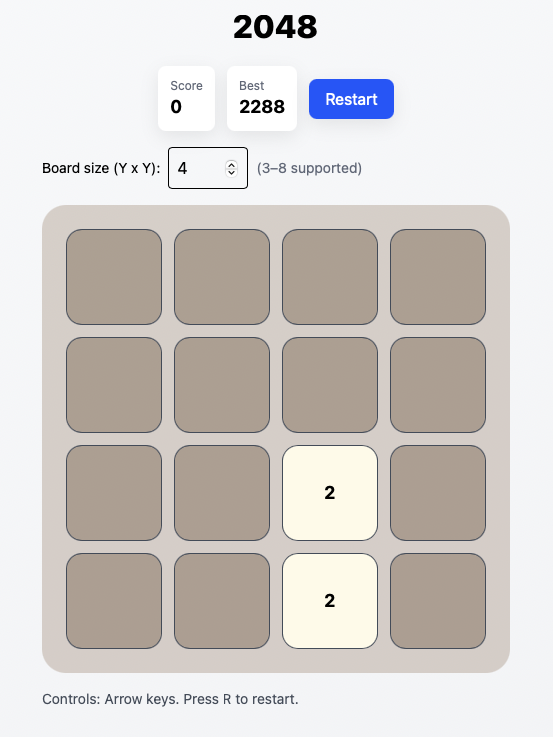 2048
Score
0
Best
2288
Restart
Board size (Y x Y): 4 (3–8 supported)
2
2
Controls: Arrow keys. Press R to restart.